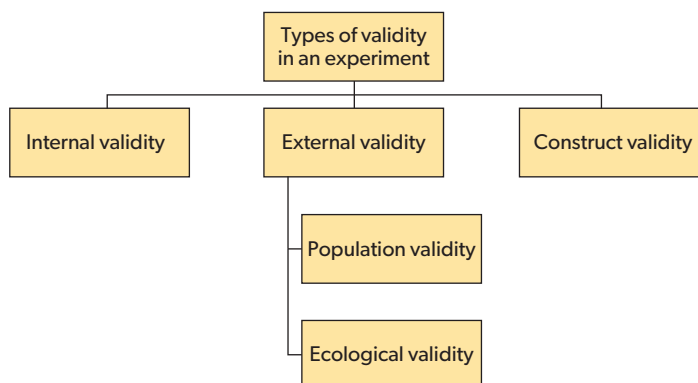 Types of validity
in an experiment
Internal validity
External validity
Construct validity
Population validity
Ecological validity